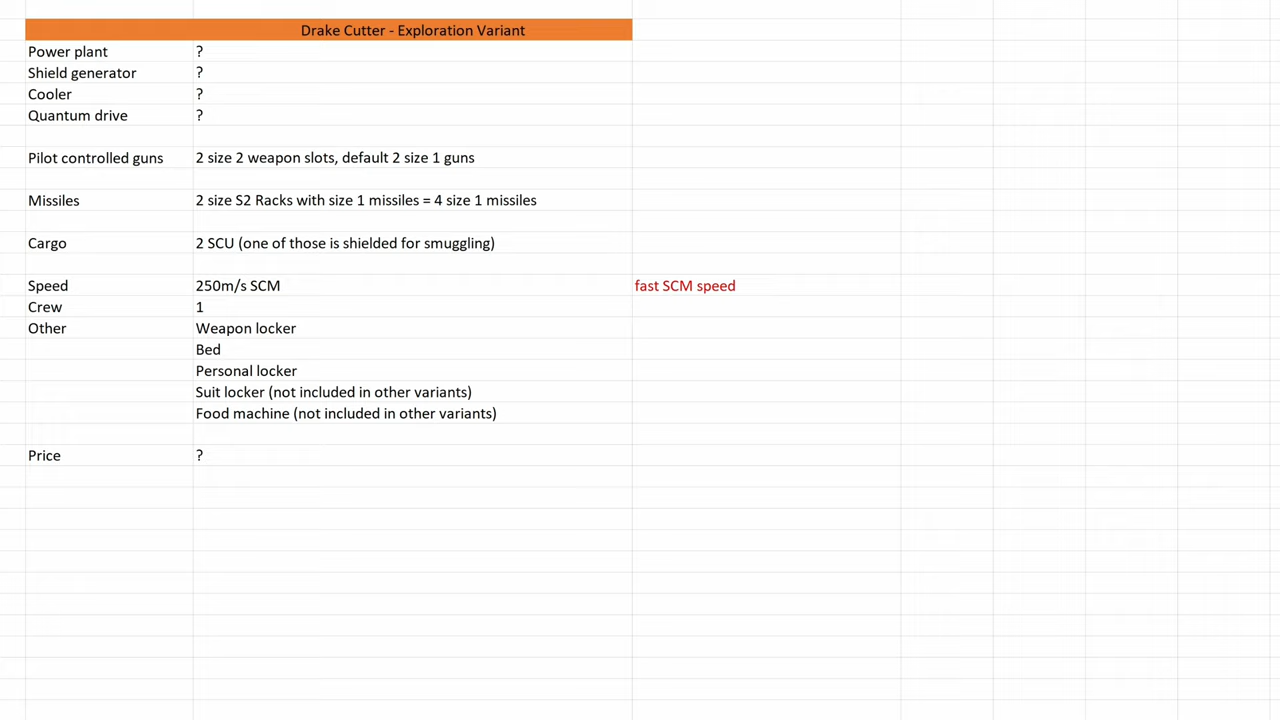 Drake Cutter - Exploration Variant
Power plant ?
Shield generator ?
Cooler ?
Quantum drive ?
Pilot controlled guns 2 size 2 weapon slots, default 2 size 1 guns
Missiles 2 size S2 Racks with size 1 missiles = 4 size 1 missiles
Cargo 2 SCU (one of those is shielded for smuggling)
Speed 250m/s SCM fast SCM speed
Crew 1
Other Weapon locker
Bed
Personal locker
Suit locker (not included in other variants)
Food machine (not included in other variants)
Price ?